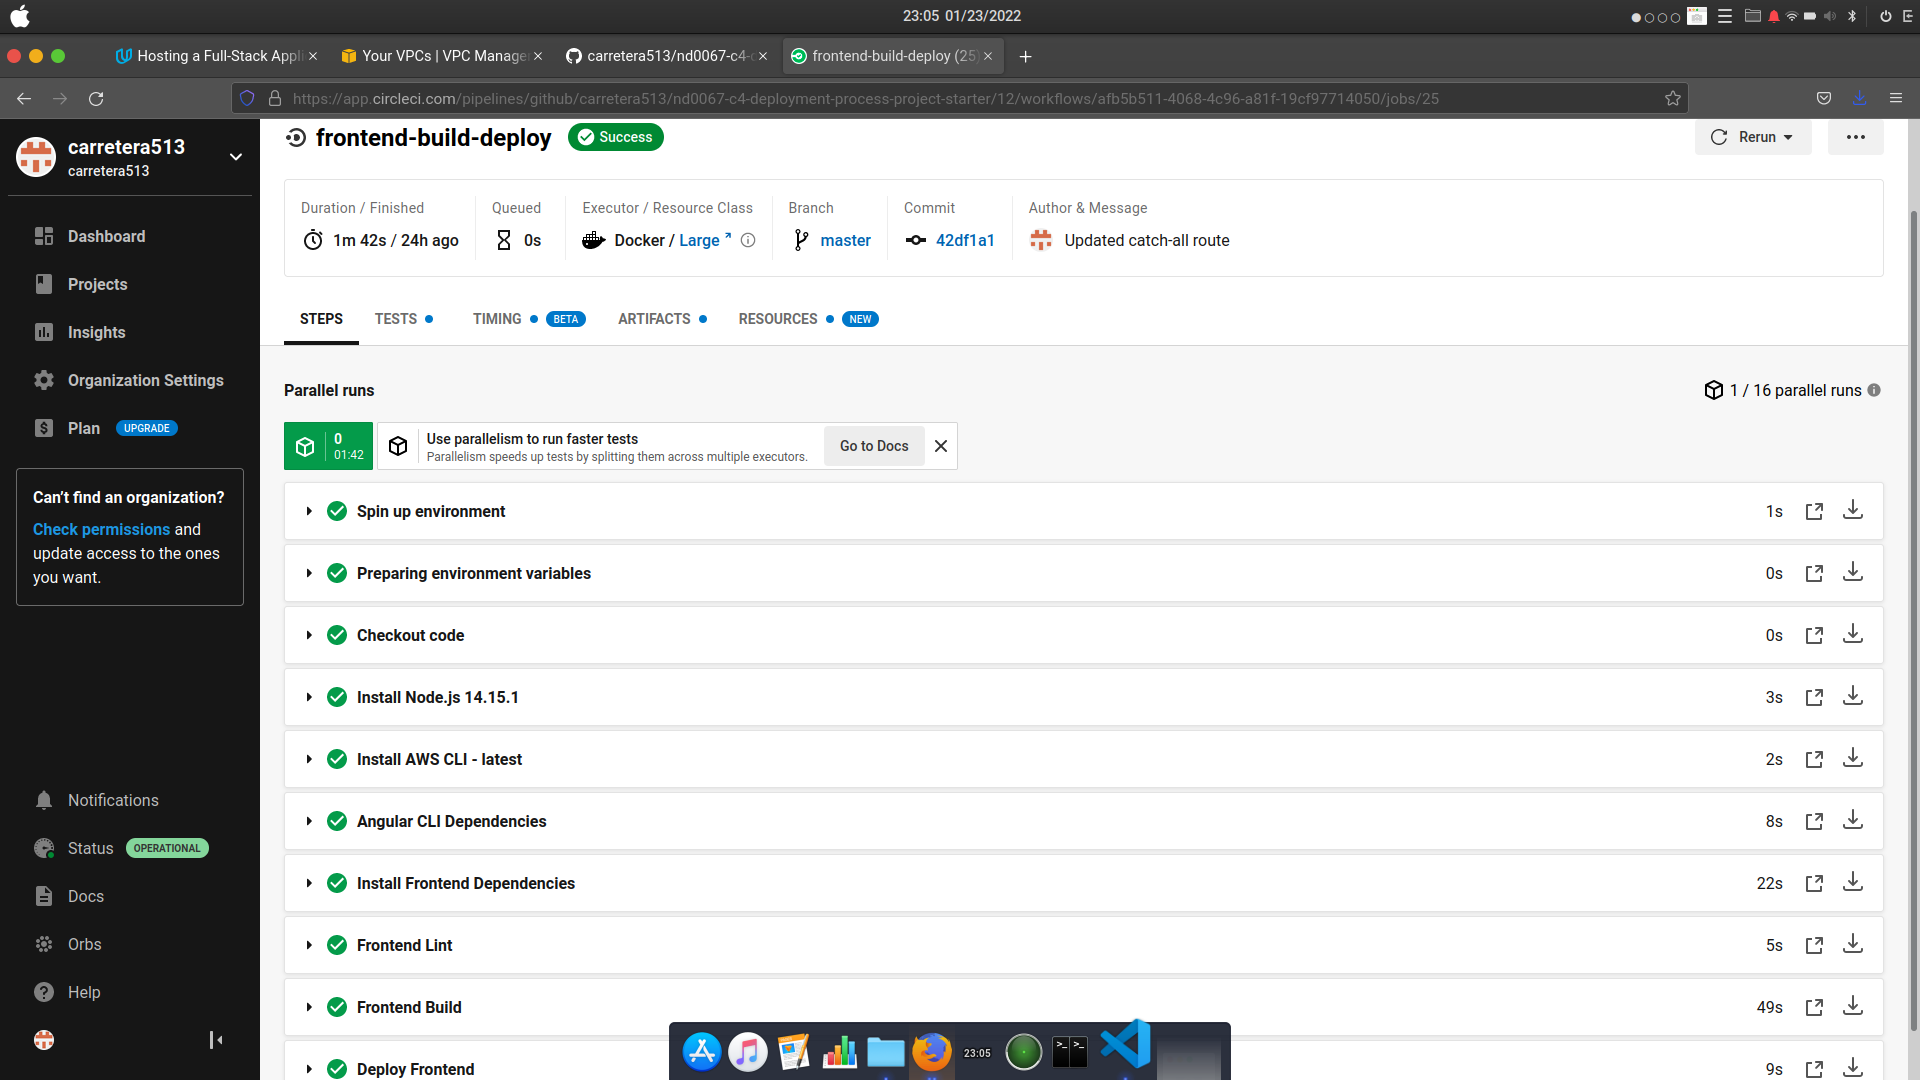 23:05 01/23/2022
Hosting a Full-Stack Appli
Your VPCs | VPC Manage
carretera513/nd0067-c4-
frontend-build-deploy (25)
https://app.circleci.com/pipelines/github/carretera513/nd0067-c4-deployment-process-project-starter/12/workflows/afb5b511-4068-4c96-a81f-19cf97714050/jobs/25
carretera513
carretera513
Dashboard
Projects
Insights
Organization Settings
Plan UPGRADE
Can't find an organization?
Check permissions and
update access to the ones
you want.
Notifications
Status OPERATIONAL
Docs
Orbs
Help
frontend-build-deploy Success
Rerun
Duration / Finished
1m 42s / 24h ago
Queued
0s
Executor / Resource Class
Docker / Large
Branch
master
Commit
42df1a1
Author & Message
Updated catch-all route
STEPS TESTS TIMING BETA ARTIFACTS RESOURCES NEW
Parallel runs
1 / 16 parallel runs
0
01:42
Use parallelism to run faster tests
Parallelism speeds up tests by splitting them across multiple executors.
Go to Docs
Spin up environment 1s
Preparing environment variables 0s
Checkout code 0s
Install Node.js 14.15.1 3s
Install AWS CLI - latest 2s
Angular CLI Dependencies 8s
Install Frontend Dependencies 22s
Frontend Lint 5s
Frontend Build 49s
Deploy Frontend 9s
23:05